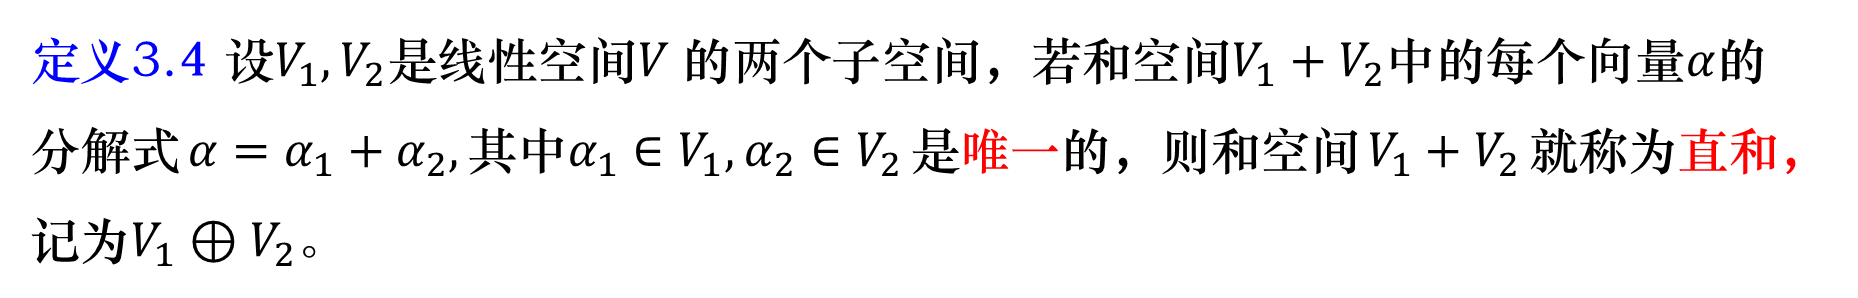 定义3.4 设V₁, V₂是线性空间V 的两个子空间，若和空间V₁ + V₂中的每个向量α的
分解式 α = α₁ + α₂, 其中α₁ ∈ V₁, α₂ ∈ V₂ 是唯一的，则和空间 V₁ + V₂ 就称为直和，
记为V₁ ⊕ V₂。